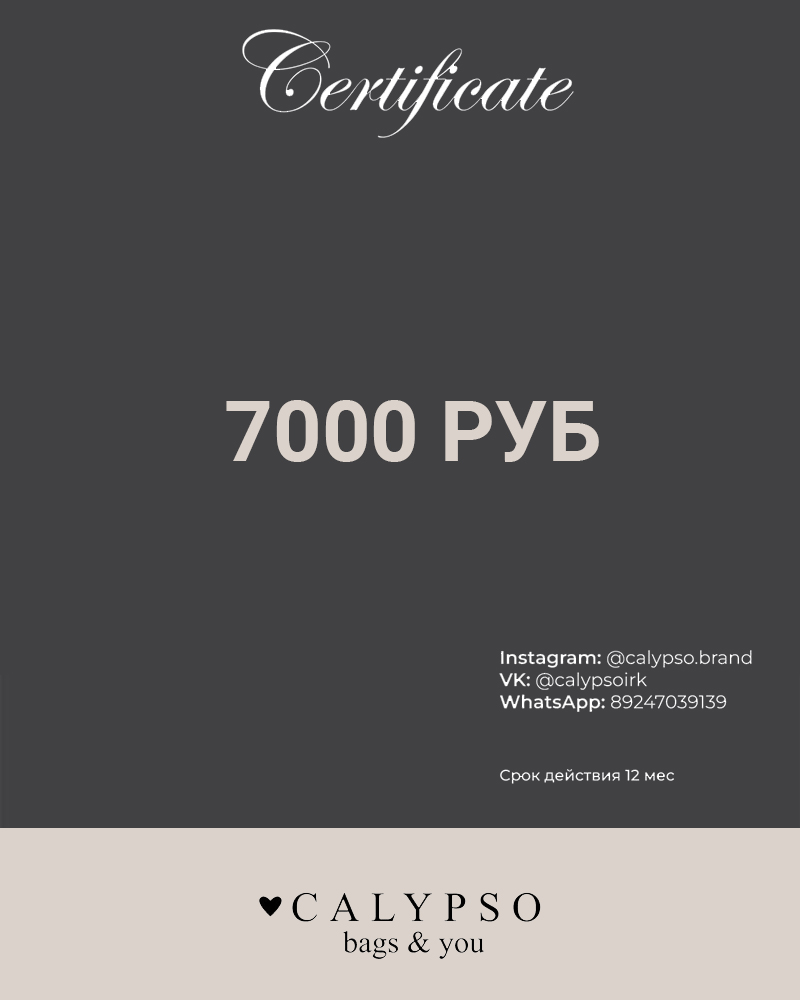 Certificate
7000 РУБ
Instagram: @calypso.brand
VK: @calypsoirk
WhatsApp: 89247039139
Срок действия 12 мес
♥CALYPSO
bags & you